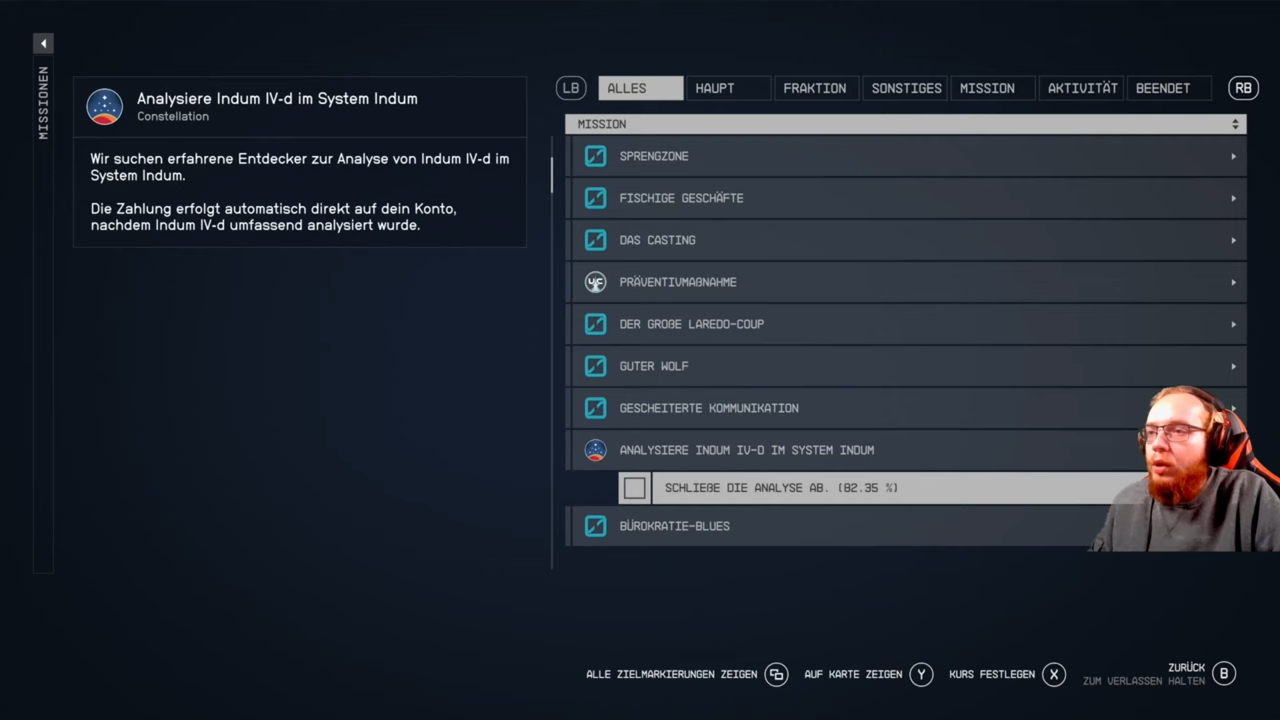 MISSIONEN
Analysiere Indum IV-d im System Indum
Constellation
Wir suchen erfahrene Entdecker zur Analyse von Indum IV-d im
System Indum.
Die Zahlung erfolgt automatisch direkt auf dein Konto,
nachdem Indum IV-d umfassend analysiert wurde.
LB ALLES HAUPT FRAKTION SONSTIGES MISSION AKTIVITÄT BEENDET RB
MISSION
SPRENGZONE
FISCHIGE GESCHÄFTE
DAS CASTING
UC PRÄVENTIVMAẞNAHME
DER GROẞE LAREDO-COUP
GUTER WOLF
GESCHEITERTE KOMMUNIKATION
ANALYSIERE INDUM IV-D IM SYSTEM INDUM
SCHLIEẞE DIE ANALYSE AB. (82.35 %)
BÜROKRATIE-BLUES
ALLE ZIELMARKIERUNGEN ZEIGEN AUF KARTE ZEIGEN Y KURS FESTLEGEN X ZURÜCK B
ZUM VERLASSEN HALTEN